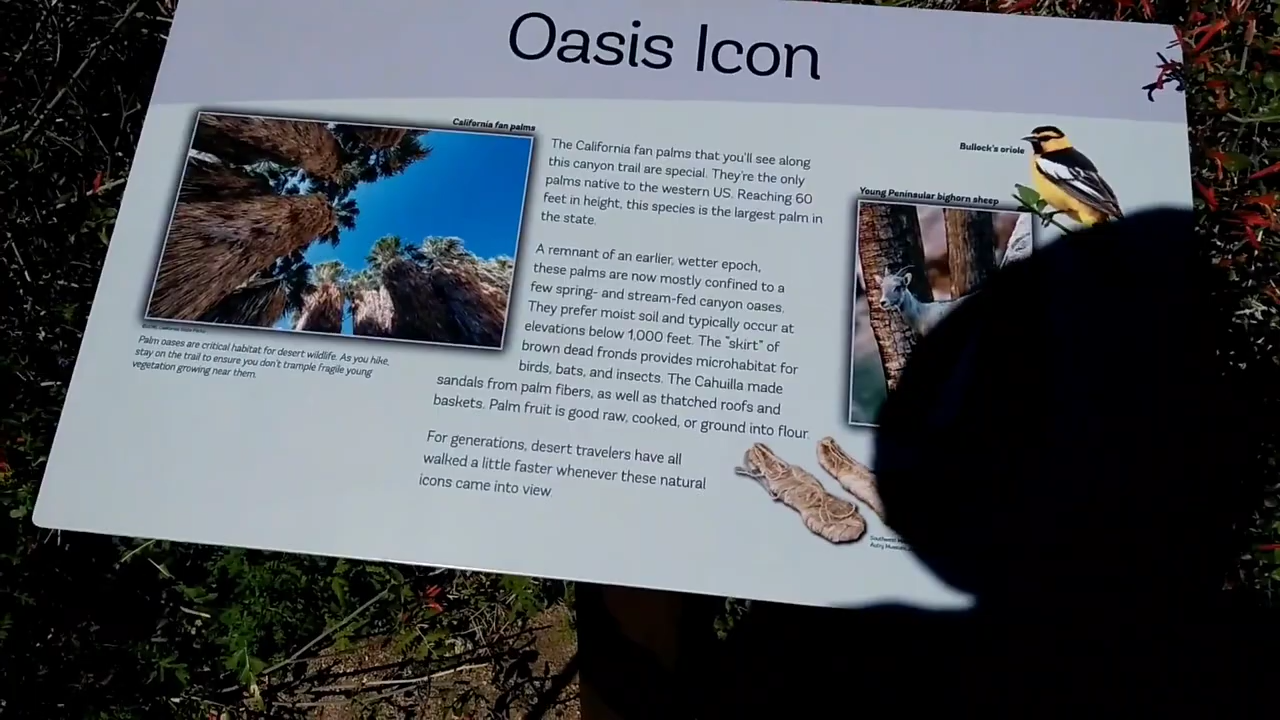 Oasis Icon
California fan palms
The California fan palms that you'll see along
this canyon trail are special. They're the only
palms native to the western US. Reaching 60
feet in height, this species is the largest palm in
the state.
A remnant of an earlier, wetter epoch,
these palms are now mostly confined to a
few spring- and stream-fed canyon oases.
They prefer moist soil and typically occur at
elevations below 1,000 feet. The "skirt" of
brown dead fronds provides microhabitat for
birds, bats, and insects. The Cahuilla made
sandals from palm fibers, as well as thatched roofs and
baskets. Palm fruit is good raw, cooked, or ground into flour.
For generations, desert travelers have all
walked a little faster whenever these natural
icons came into view.
Palm oases are critical habitat for desert wildlife. As you hike,
stay on the trail to ensure you don't trample fragile young
vegetation growing near them.
Bullock's oriole
Young Peninsular bighorn sheep
Southwest
Autry